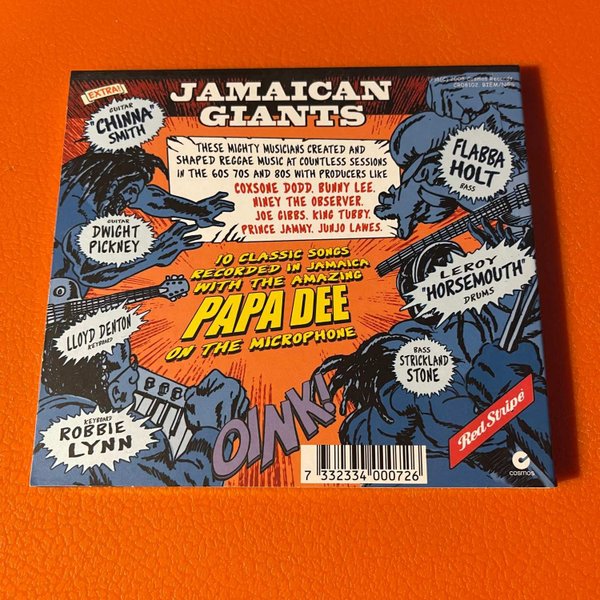 EXTRA!
JAMAICAN
GIANTS
GUITAR
"CHINNA"
SMITH
THESE MIGHTY MUSICIANS CREATED AND
SHAPED REGGAE MUSIC AT COUNTLESS SESSIONS
IN THE 60S 70S AND 80S WITH PRODUCERS LIKE
COXSONE DODD. BUNNY LEE.
NINEY THE OBSERVER.
JOE GIBBS. KING TUBBY.
PRINCE JAMMY. JUNJO LAWES.
FLABBA
HOLT
BASS
GUITAR
DWIGHT
PICKNEY
10 CLASSIC SONGS
RECORDED IN JAMAICA
WITH THE AMAZING
PAPA DEE
ON THE MICROPHONE
LEROY
"HORSEMOUTH"
DRUMS
LLOYD DENTON
KEYBOARD
BASS
STRICKLAND
STONE
KEYBOARD
ROBBIE
LYNN
OINK!
Red Stripe
7 332334 000726
cosmos